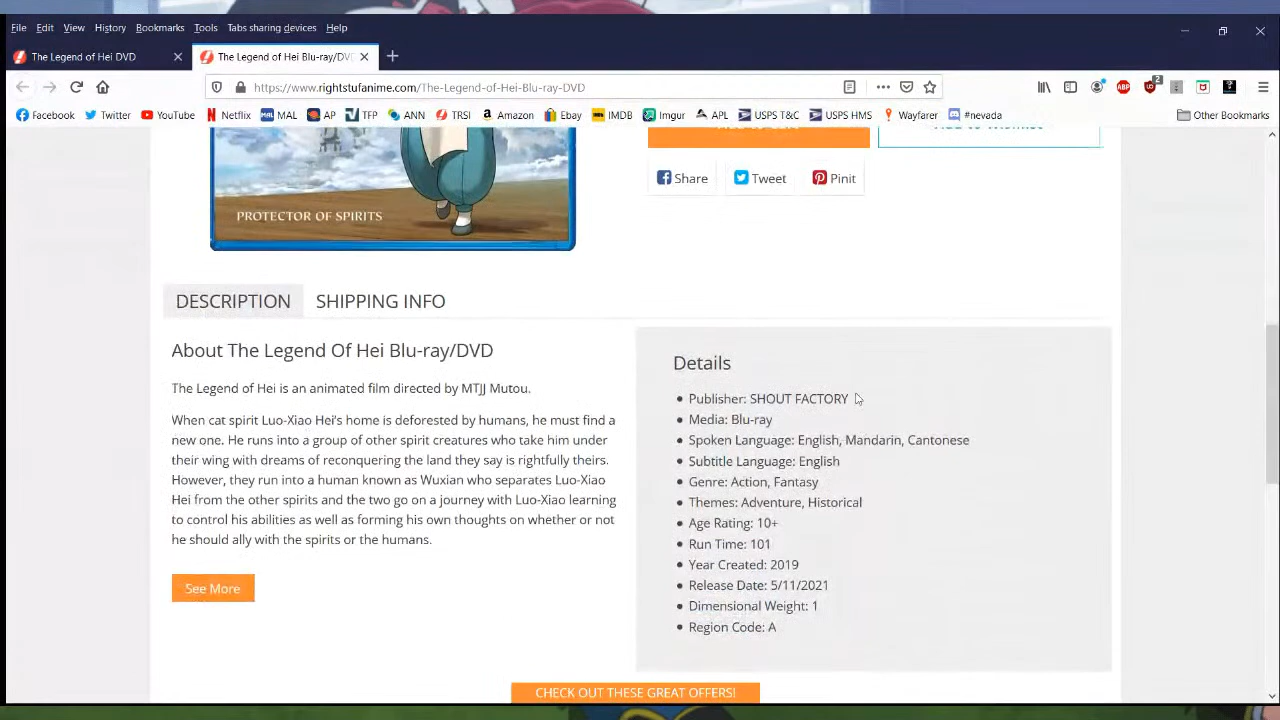 File Edit View History Bookmarks Tools Tabs sharing devices Help
The Legend of Hei DVD
The Legend of Hei Blu-ray/DVD
https://www.rightstufanime.com/The-Legend-of-Hei-Blu-ray-DVD
2
Facebook Twitter YouTube Netflix MAL AP TFP ANN TRSI Amazon Ebay IMDB Imgur APL USPS T&C USPS HMS Wayfarer #nevada Other Bookmarks
Share Tweet Pinit
PROTECTOR OF SPIRITS
DESCRIPTION SHIPPING INFO
About The Legend Of Hei Blu-ray/DVD
The Legend of Hei is an animated film directed by MTJJ Mutou.
When cat spirit Luo-Xiao Hei's home is deforested by humans, he must find a
new one. He runs into a group of other spirit creatures who take him under
their wing with dreams of reconquering the land they say is rightfully theirs.
However, they run into a human known as Wuxian who separates Luo-Xiao
Hei from the other spirits and the two go on a journey with Luo-Xiao learning
to control his abilities as well as forming his own thoughts on whether or not
he should ally with the spirits or the humans.
See More
Details
Publisher: SHOUT FACTORY
Media: Blu-ray
Spoken Language: English, Mandarin, Cantonese
Subtitle Language: English
Genre: Action, Fantasy
Themes: Adventure, Historical
Age Rating: 10+
Run Time: 101
Year Created: 2019
Release Date: 5/11/2021
Dimensional Weight: 1
Region Code: A
CHECK OUT THESE GREAT OFFERS!